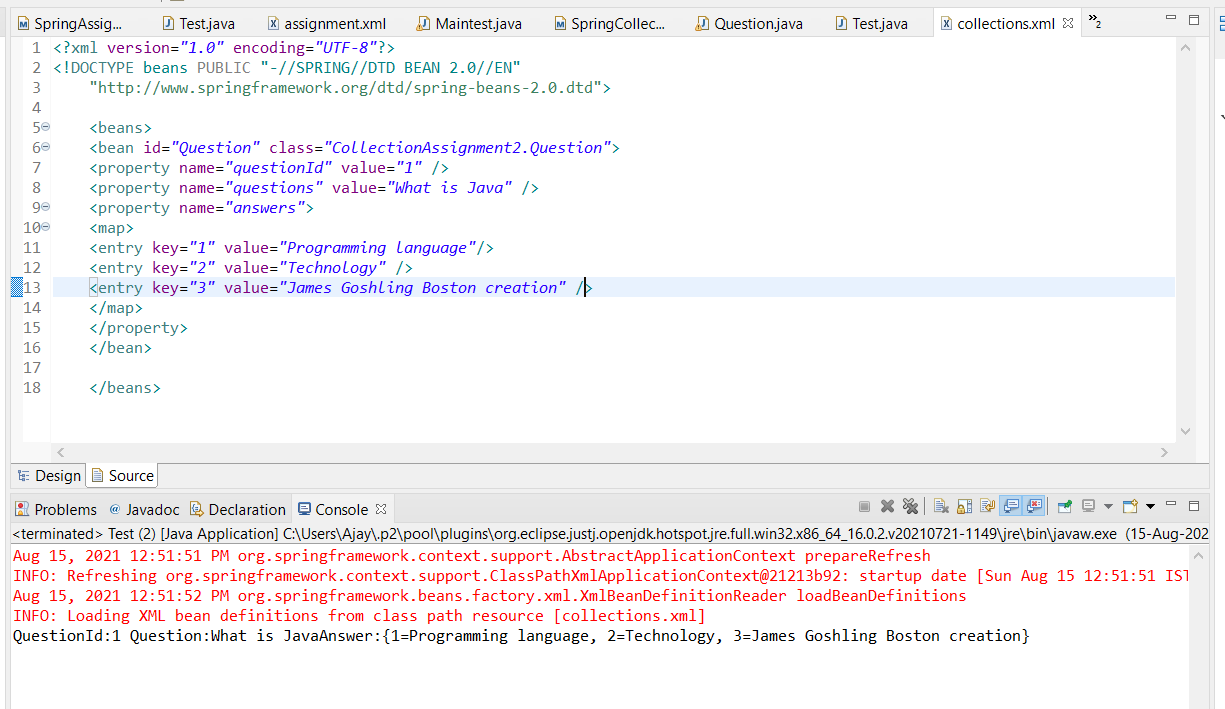 SpringAssig... Test.java assignment.xml Maintest.java SpringCollec... Question.java Test.java collections.xml »2
1 <?xml version="1.0" encoding="UTF-8"?>
2 <!DOCTYPE beans PUBLIC "-//SPRING//DTD BEAN 2.0//EN"
3 "http://www.springframework.org/dtd/spring-beans-2.0.dtd">
4
5 <beans>
6 <bean id="Question" class="CollectionAssignment2.Question">
7 <property name="questionId" value="1" />
8 <property name="questions" value="What is Java" />
9 <property name="answers">
10 <map>
11 <entry key="1" value="Programming language"/>
12 <entry key="2" value="Technology" />
13 <entry key="3" value="James Goshling Boston creation" />
14 </map>
15 </property>
16 </bean>
17
18 </beans>
Design Source
Problems @ Javadoc Declaration Console
<terminated> Test (2) [Java Application] C:\Users\Ajay\.p2\pool\plugins\org.eclipse.justj.openjdk.hotspot.jre.full.win32.x86_64_16.0.2.v20210721-1149\jre\bin\javaw.exe (15-Aug-202
Aug 15, 2021 12:51:51 PM org.springframework.context.support.AbstractApplicationContext prepareRefresh
INFO: Refreshing org.springframework.context.support.ClassPathXmlApplicationContext@21213b92: startup date [Sun Aug 15 12:51:51 IST
Aug 15, 2021 12:51:52 PM org.springframework.beans.factory.xml.XmlBeanDefinitionReader loadBeanDefinitions
INFO: Loading XML bean definitions from class path resource [collections.xml]
QuestionId:1 Question:What is JavaAnswer:{1=Programming language, 2=Technology, 3=James Goshling Boston creation}